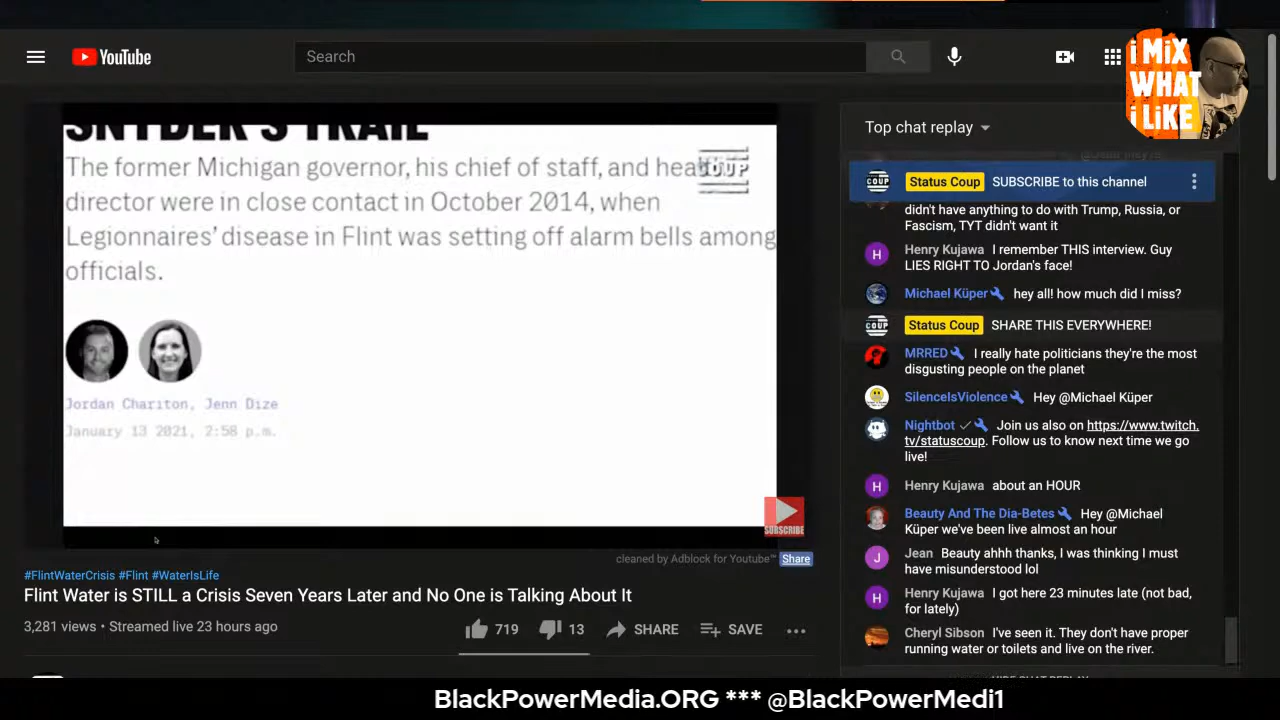 YouTube
Search
i MiX
WHAT
i LiKE
SNYDER'S TRAIL
The former Michigan governor, his chief of staff, and
director were in close contact in October 2014, when
Legionnaires' disease in Flint was setting off alarm bells among
officials.
COUP
Jordan Chariton, Jenn Dize
January 13 2021, 2:58 p.m.
SUBSCRIBE
cleaned by Adblock for Youtube™ Share
#FlintWaterCrisis #Flint #WaterIsLife
Flint Water is STILL a Crisis Seven Years Later and No One is Talking About It
3,281 views • Streamed live 23 hours ago
719
13
SHARE
SAVE
Top chat replay
COUP
Status Coup SUBSCRIBE to this channel
didn't have anything to do with Trump, Russia, or
Fascism, TYT didn't want it
H
Henry Kujawa I remember THIS interview. Guy
LIES RIGHT TO Jordan's face!
Michael Küper hey all! how much did I miss?
COUP
Status Coup SHARE THIS EVERYWHERE!
MRRED I really hate politicians they're the most
disgusting people on the planet
SilenceIsViolence Hey @Michael Küper
Nightbot Join us also on https://www.twitch.
tv/statuscoup. Follow us to know next time we go
live!
H
Henry Kujawa about an HOUR
Beauty And The Dia-Betes Hey @Michael
Küper we've been live almost an hour
J
Jean Beauty ahhh thanks, I was thinking I must
have misunderstood lol
H
Henry Kujawa I got here 23 minutes late (not bad,
for lately)
Cheryl Sibson I've seen it. They don't have proper
running water or toilets and live on the river.
BlackPowerMedia.ORG *** @BlackPowerMedi1